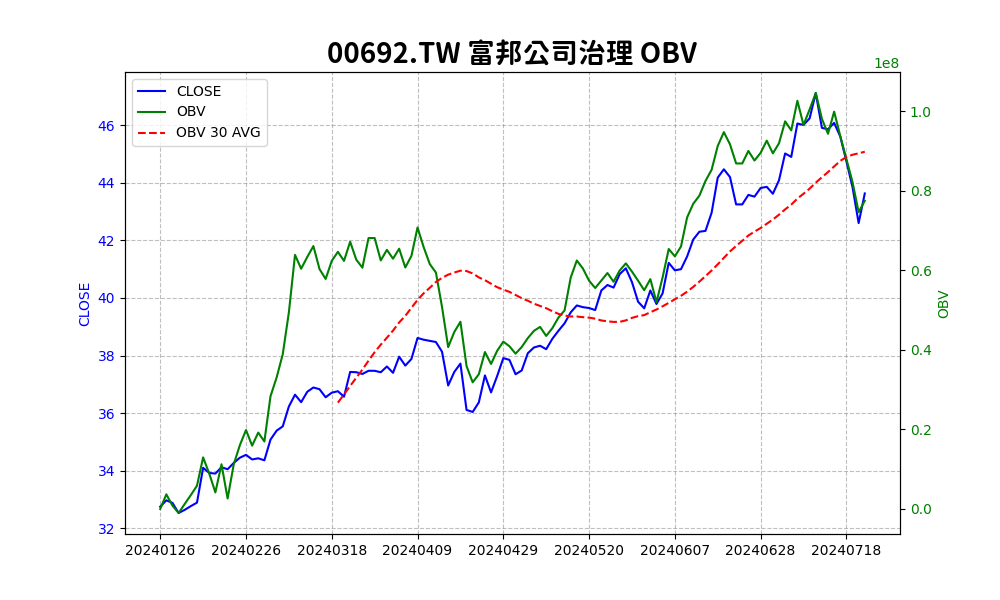 00692.TW 富邦公司治理 OBV
1e8
CLOSE
OBV
OBV 30 AVG
46
44
42
40
38
36
34
32
CLOSE
1.0
0.8
0.6
0.4
0.2
0.0
OBV
20240126 20240226 20240318 20240409 20240429 20240520 20240607 20240628 20240718